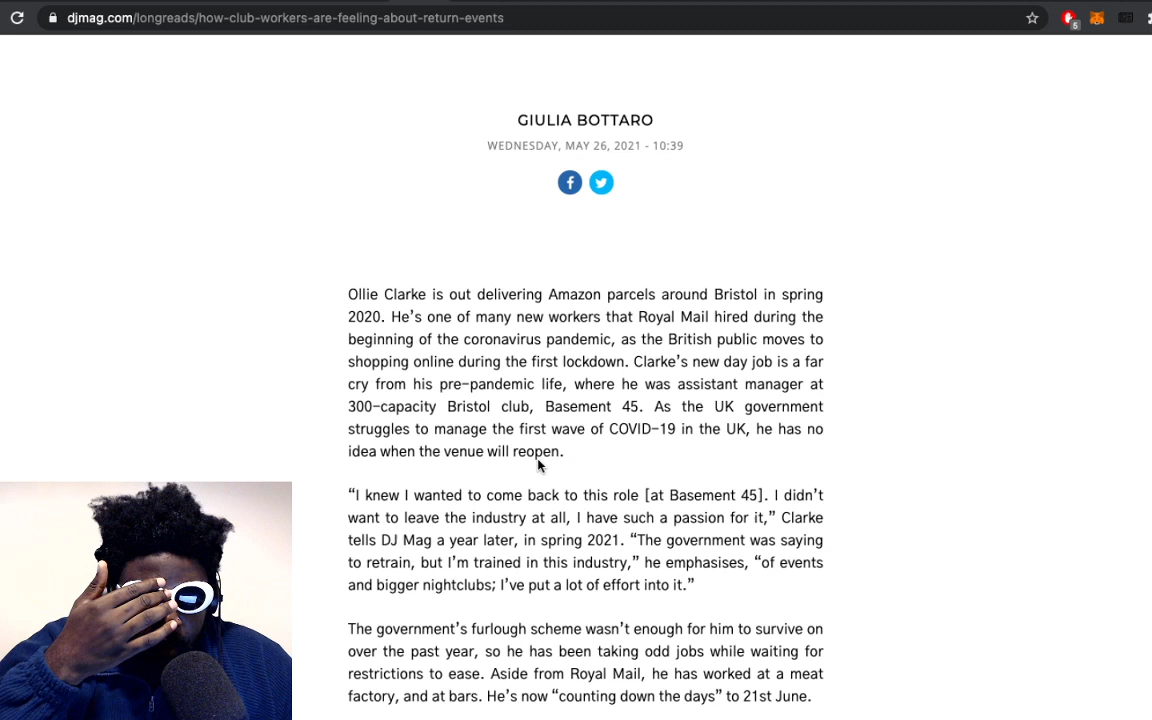 djmag.com/longreads/how-club-workers-are-feeling-about-return-events
5
GIULIA BOTTARO
WEDNESDAY, MAY 26, 2021 - 10:39
Ollie Clarke is out delivering Amazon parcels around Bristol in spring
2020. He’s one of many new workers that Royal Mail hired during the
beginning of the coronavirus pandemic, as the British public moves to
shopping online during the first lockdown. Clarke’s new day job is a far
cry from his pre-pandemic life, where he was assistant manager at
300-capacity Bristol club, Basement 45. As the UK government
struggles to manage the first wave of COVID-19 in the UK, he has no
idea when the venue will reopen.
“I knew I wanted to come back to this role [at Basement 45]. I didn’t
want to leave the industry at all, I have such a passion for it,” Clarke
tells DJ Mag a year later, in spring 2021. “The government was saying
to retrain, but I’m trained in this industry,” he emphasises, “of events
and bigger nightclubs; I’ve put a lot of effort into it.”
The government’s furlough scheme wasn’t enough for him to survive on
over the past year, so he has been taking odd jobs while waiting for
restrictions to ease. Aside from Royal Mail, he has worked at a meat
factory, and at bars. He’s now “counting down the days” to 21st June.